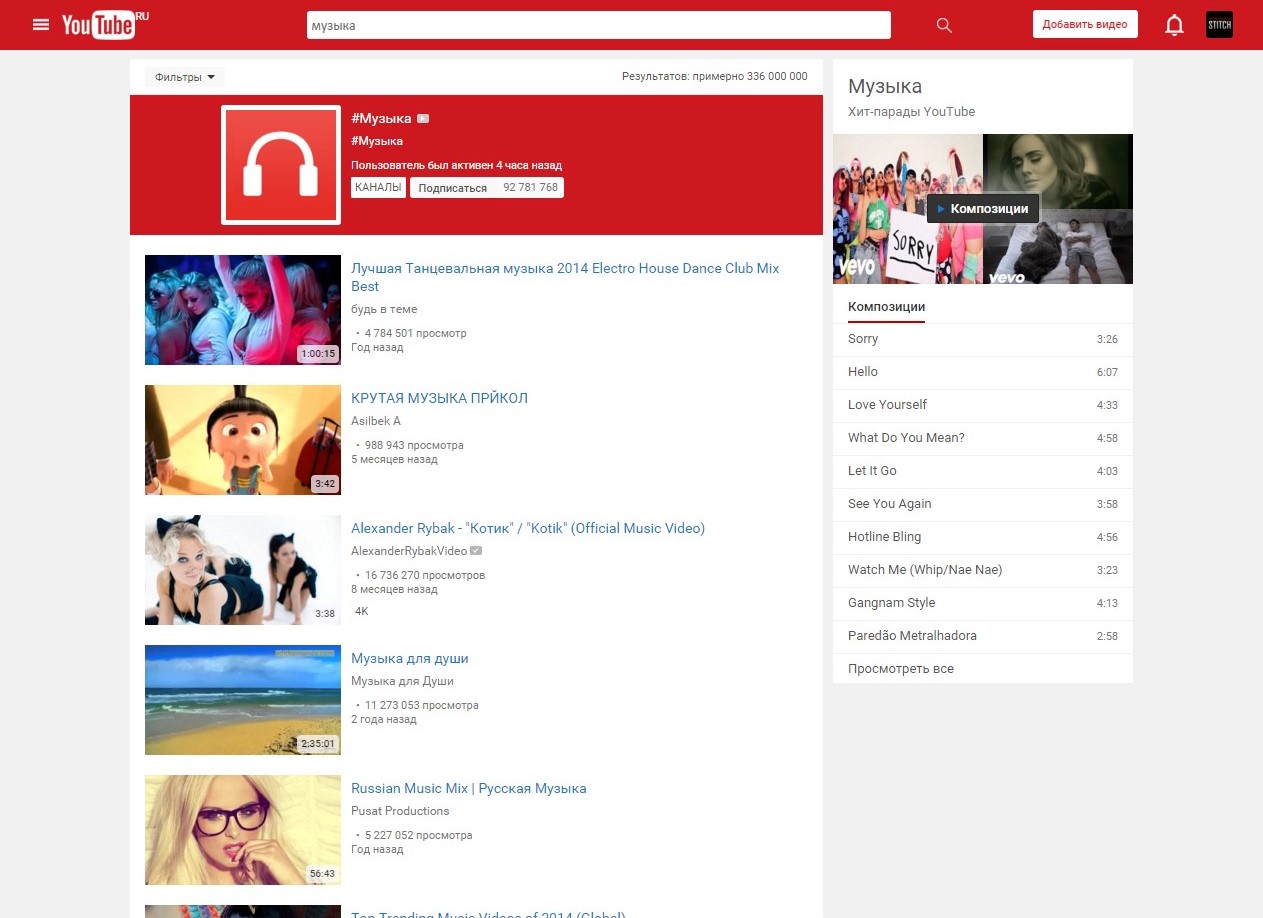 YouTube RU
музыка
Добавить видео
STITCH
Фильтры
Результатов: примерно 336 000 000
#Музыка
#Музыка
Пользователь был активен 4 часа назад
КАНАЛЫ Подписаться 92 781 768
Лучшая Танцевальная музыка 2014 Electro House Dance Club Mix
Best
будь в теме
• 4 784 501 просмотр
Год назад
1:00:15
КРУТАЯ МУЗЫКА ПРЙКОЛ
Asilbek A
• 988 943 просмотра
5 месяцев назад
3:42
Alexander Rybak - "Котик" / "Kotik" (Official Music Video)
AlexanderRybakVideo
• 16 736 270 просмотров
8 месяцев назад
4K
3:38
Музыка для души
Музыка для Души
• 11 273 053 просмотра
2 года назад
2:35:01
Russian Music Mix | Русская Музыка
Pusat Productions
• 5 227 052 просмотра
Год назад
56:43
Top Trending Music Videos of 2014 (Global)
Музыка
Хит-парады YouTube
SORRY
vevo
vevo
Композиции
Композиции
Sorry 3:26
Hello 6:07
Love Yourself 4:33
What Do You Mean? 4:58
Let It Go 4:03
See You Again 3:58
Hotline Bling 4:56
Watch Me (Whip/Nae Nae) 3:23
Gangnam Style 4:13
Paredão Metralhadora 2:58
Просмотреть все